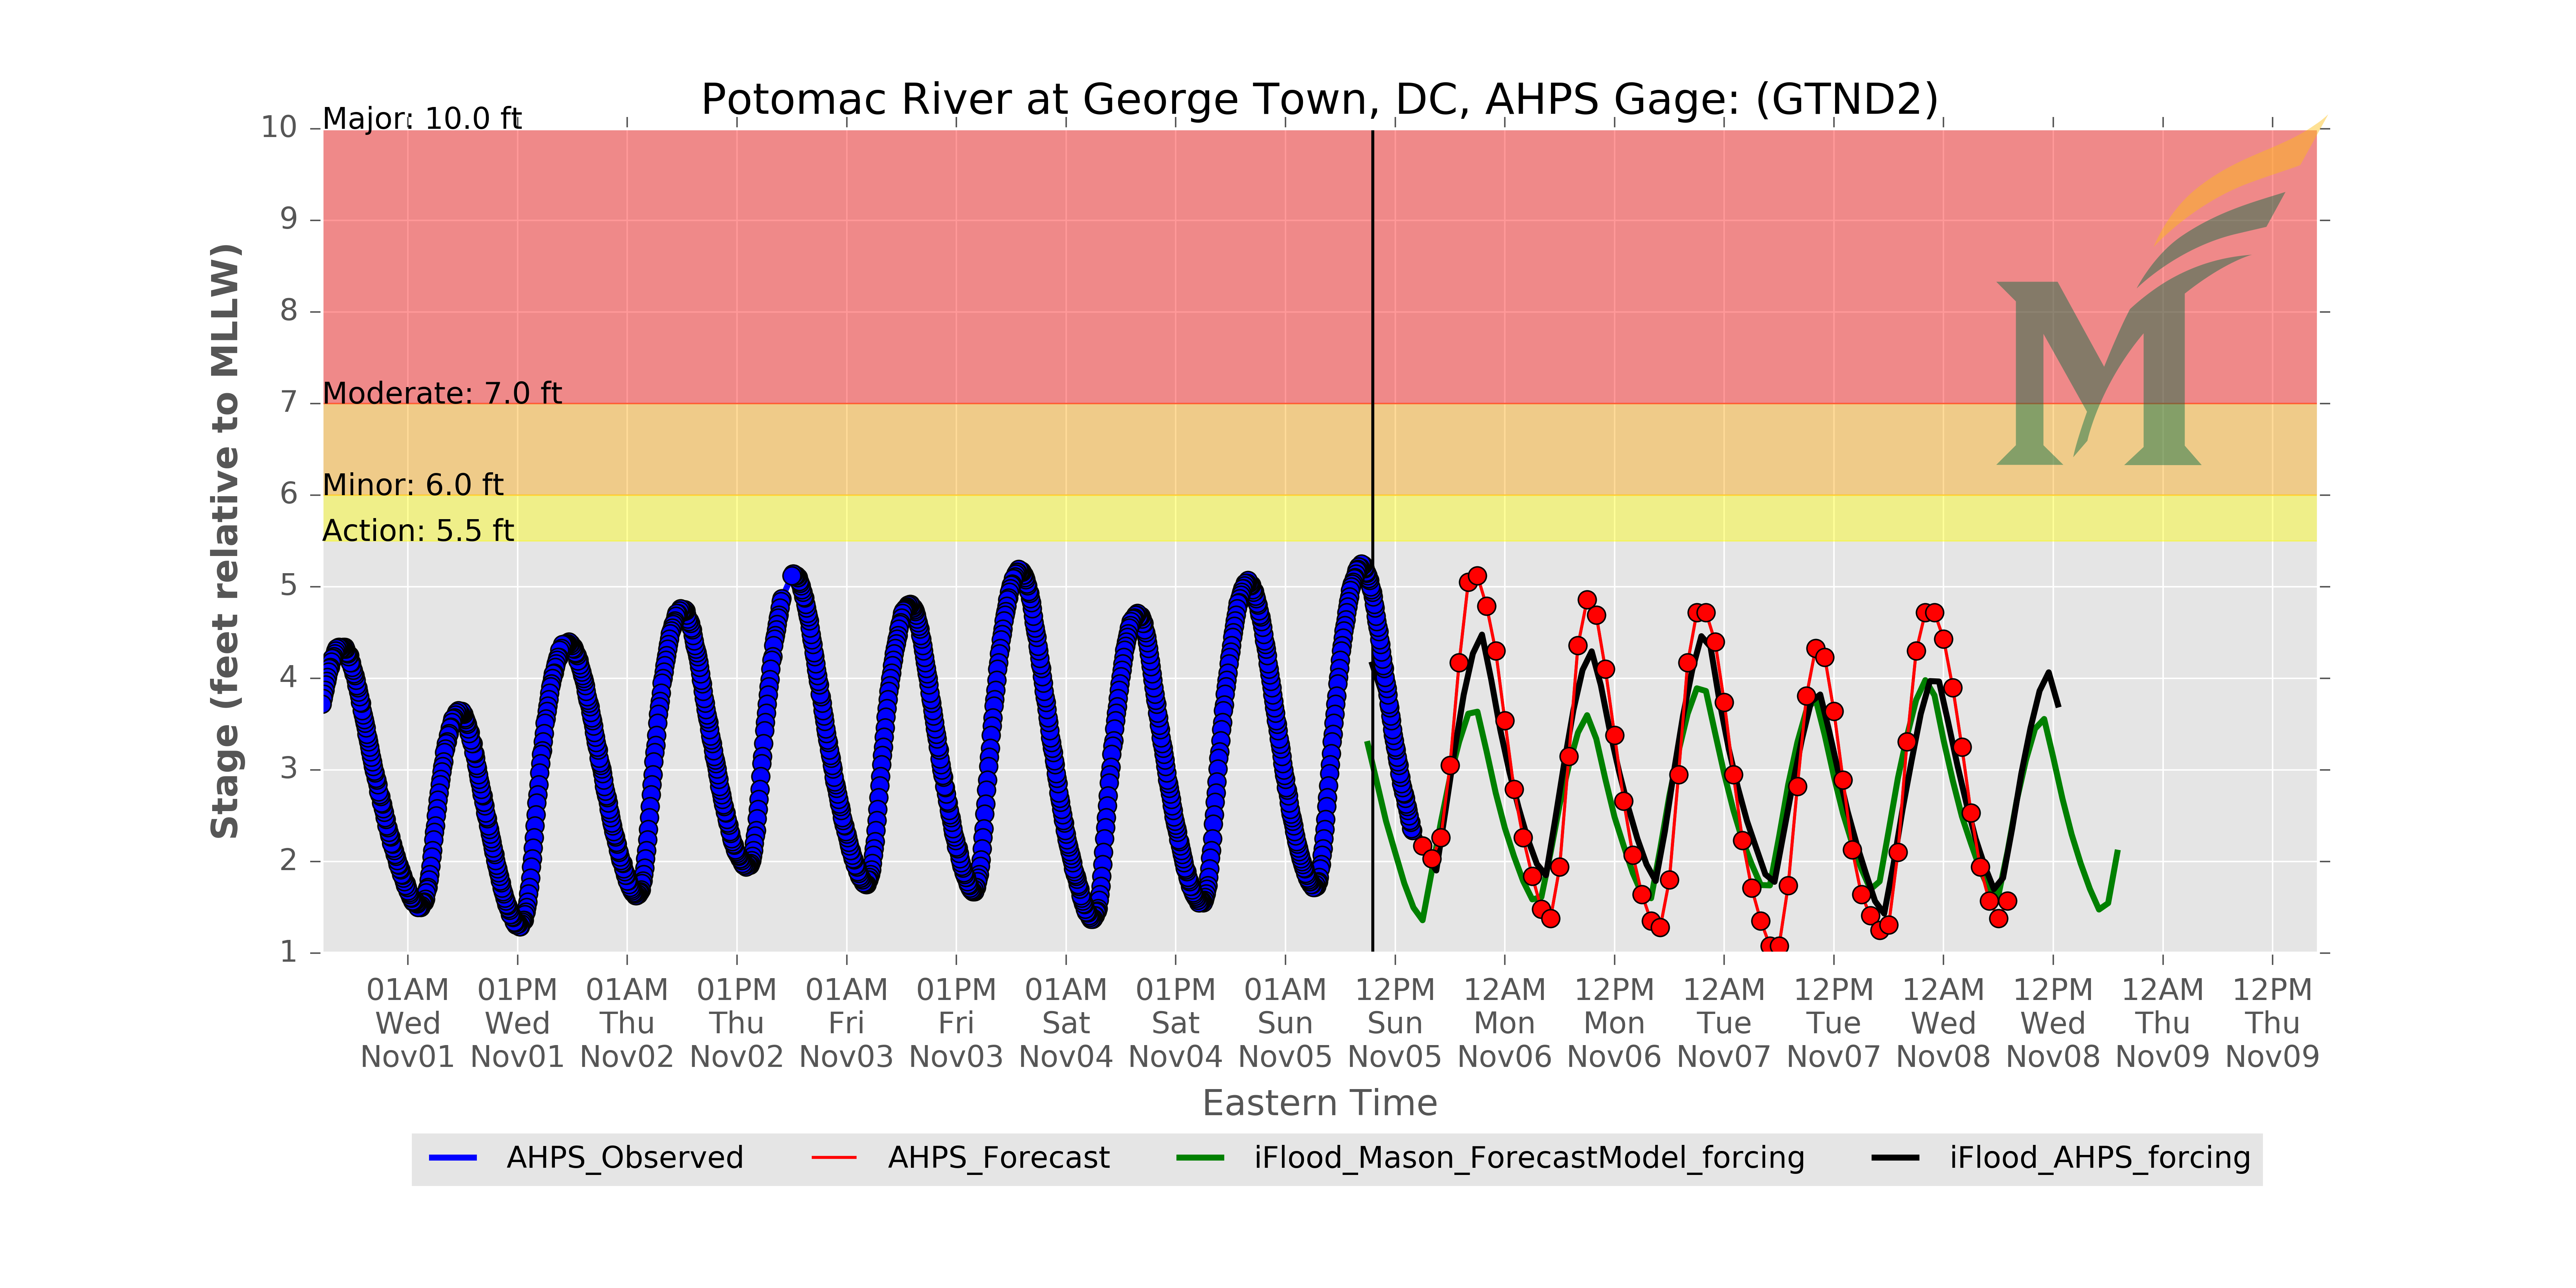 Potomac River at George Town, DC, AHPS Gage: (GTND2)
Stage (feet relative to MLLW)
10
9
8
7
6
5
4
3
2
1
Major: 10.0 ft
Moderate: 7.0 ft
Minor: 6.0 ft
Action: 5.5 ft
M
01AM 01PM 01AM 01PM 01AM 01PM 01AM 01PM 01AM 12PM 12AM 12PM 12AM 12PM 12AM 12PM 12AM 12PM
Wed Wed Thu Thu Fri Fri Sat Sat Sun Sun Mon Mon Tue Tue Wed Wed Thu Thu
Nov01 Nov01 Nov02 Nov02 Nov03 Nov03 Nov04 Nov04 Nov05 Nov05 Nov06 Nov06 Nov07 Nov07 Nov08 Nov08 Nov09 Nov09
Eastern Time
AHPS_Observed AHPS_Forecast iFlood_Mason_ForecastModel_forcing iFlood_AHPS_forcing